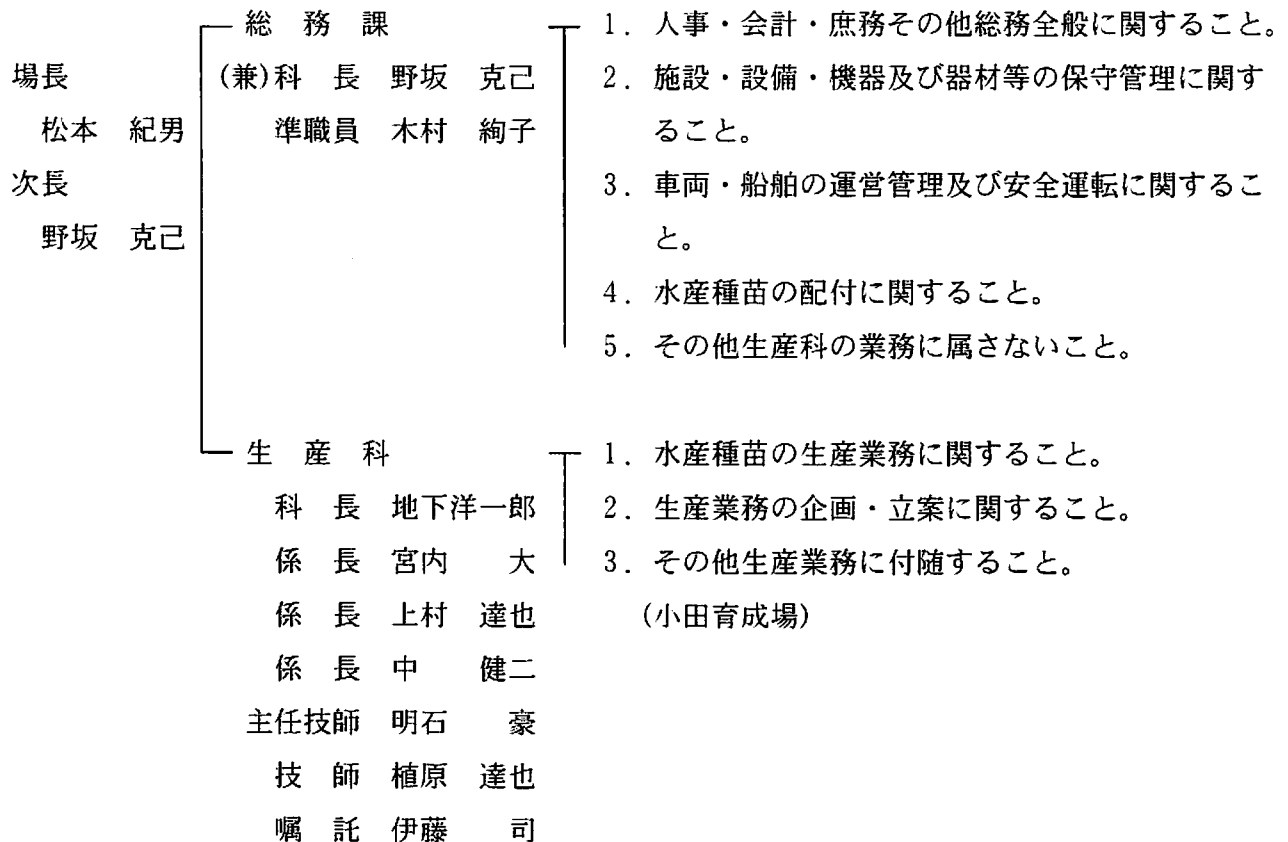 総務課
1. 人事・会計・庶務その他総務全般に関すること。
場長
(兼)科長 野坂 克己
2. 施設・設備・機器及び器材等の保守管理に関す
松本 紀男
準職員 木村 絢子
ること。
次長
3. 車両・船舶の運営管理及び安全運転に関するこ
野坂 克己
と。
4. 水産種苗の配付に関すること。
5. その他生産科の業務に属さないこと。
生産科
1. 水産種苗の生産業務に関すること。
科長 地下洋一郎
2. 生産業務の企画・立案に関すること。
係長 宮内 大
3. その他生産業務に付随すること。
係長 上村 達也
(小田育成場)
係長 中 健二
主任技師 明石 豪
技師 植原 達也
嘱託 伊藤 司